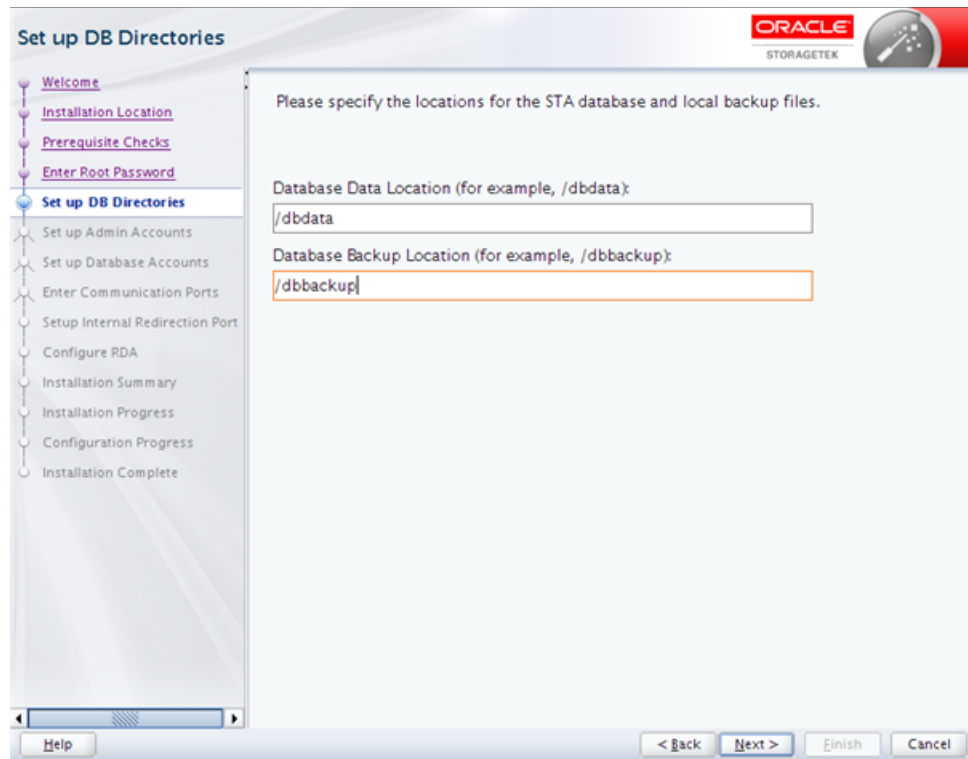 Set up DB Directories
ORACLE
STORAGETEK
Welcome
Installation Location
Prerequisite Checks
Enter Root Password
Set up DB Directories
Set up Admin Accounts
Set up Database Accounts
Enter Communication Ports
Setup Internal Redirection Port
Configure RDA
Installation Summary
Installation Progress
Configuration Progress
Installation Complete
Please specify the locations for the STA database and local backup files.
Database Data Location (for example, /dbdata):
/dbdata
Database Backup Location (for example, /dbbackup):
/dbbackup
Help
< Back
Next >
Finish
Cancel